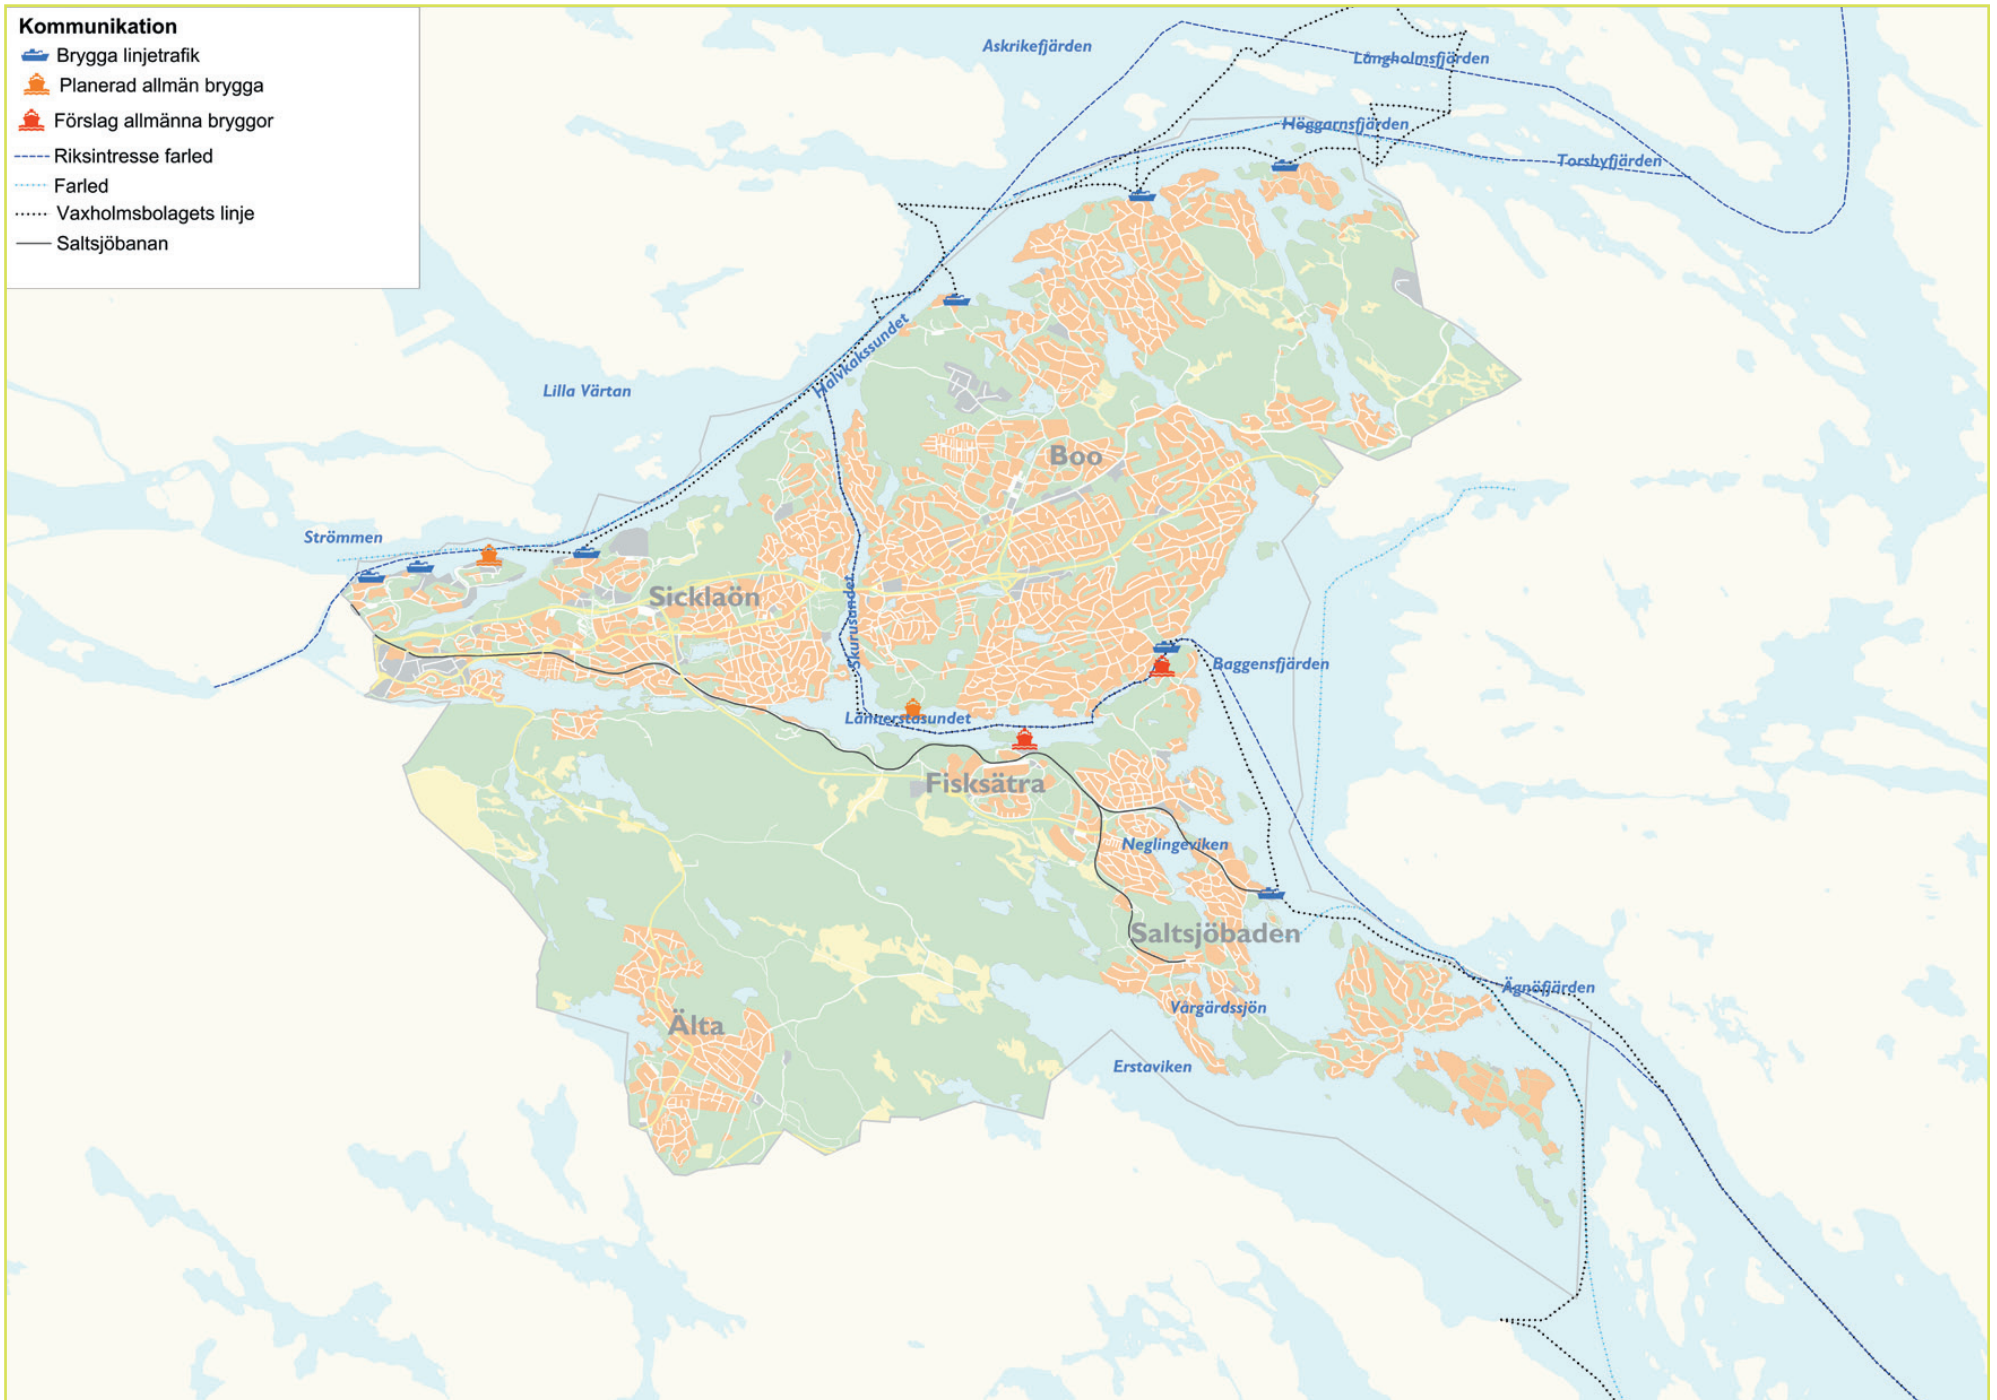 Kommunikation
Brygga linjetrafik
Planerad allmän brygga
Förslag allmänna bryggor
Riksintresse farled
Farled
Vaxholmsbolagets linje
Saltsjöbanan
Askrikefjärden
Långholmsfjärden
Höggarnsfjärden
Torsbyfjärden
Halvkakssundet
Lilla Värtan
Boo
Strömmen
Sicklaön
Skurusundet
Baggensfjärden
Lännerstasundet
Fisksätra
Neglingeviken
Saltsjöbaden
Ägnöfjärden
Vårgärdssjön
Älta
Erstaviken